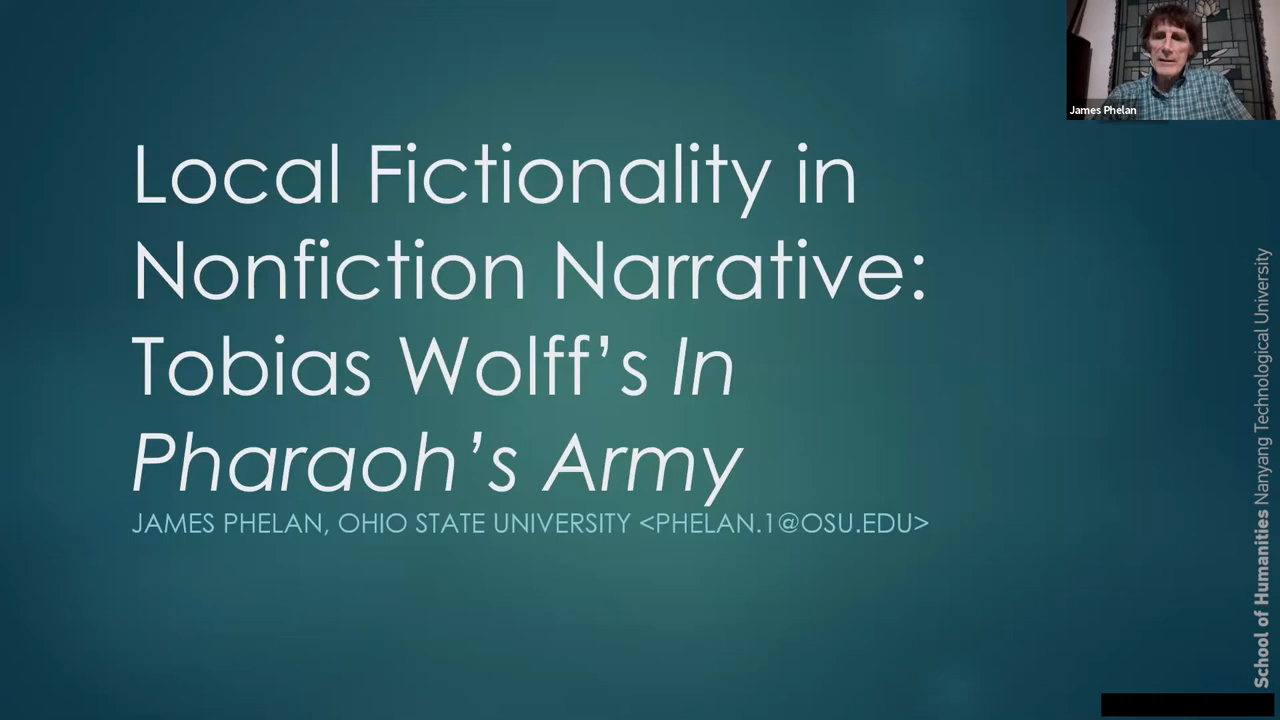 Local Fictionality in
Nonfiction Narrative:
Tobias Wolff’s In
Pharaoh’s Army
JAMES PHELAN, OHIO STATE UNIVERSITY <PHELAN.1@OSU.EDU>
James Phelan
School of Humanities Nanyang Technological University